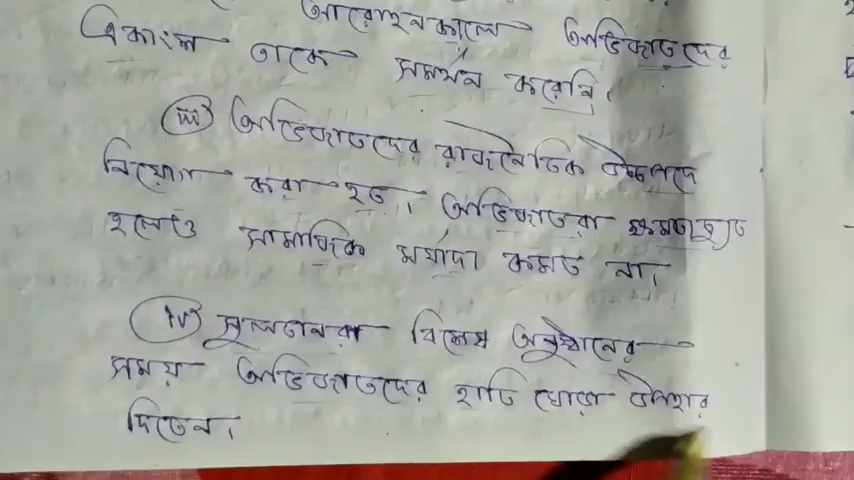 আরোহনকালে অভিজাতদের
একাংশ তাকে সমর্থন করেনি।
(iii) অভিজাতদের রাজনৈতিক উচ্চপদে
নিয়োগ করা হত। অভিজাতরা ক্ষমতাচ্যুত
হলেও সামাজিক মর্যাদা কমত না।
(iv) সুলতানরা বিশেষ অনুষ্ঠানের
সময় অভিজাতদের হাতি ঘোড়া উপহার
দিতেন।